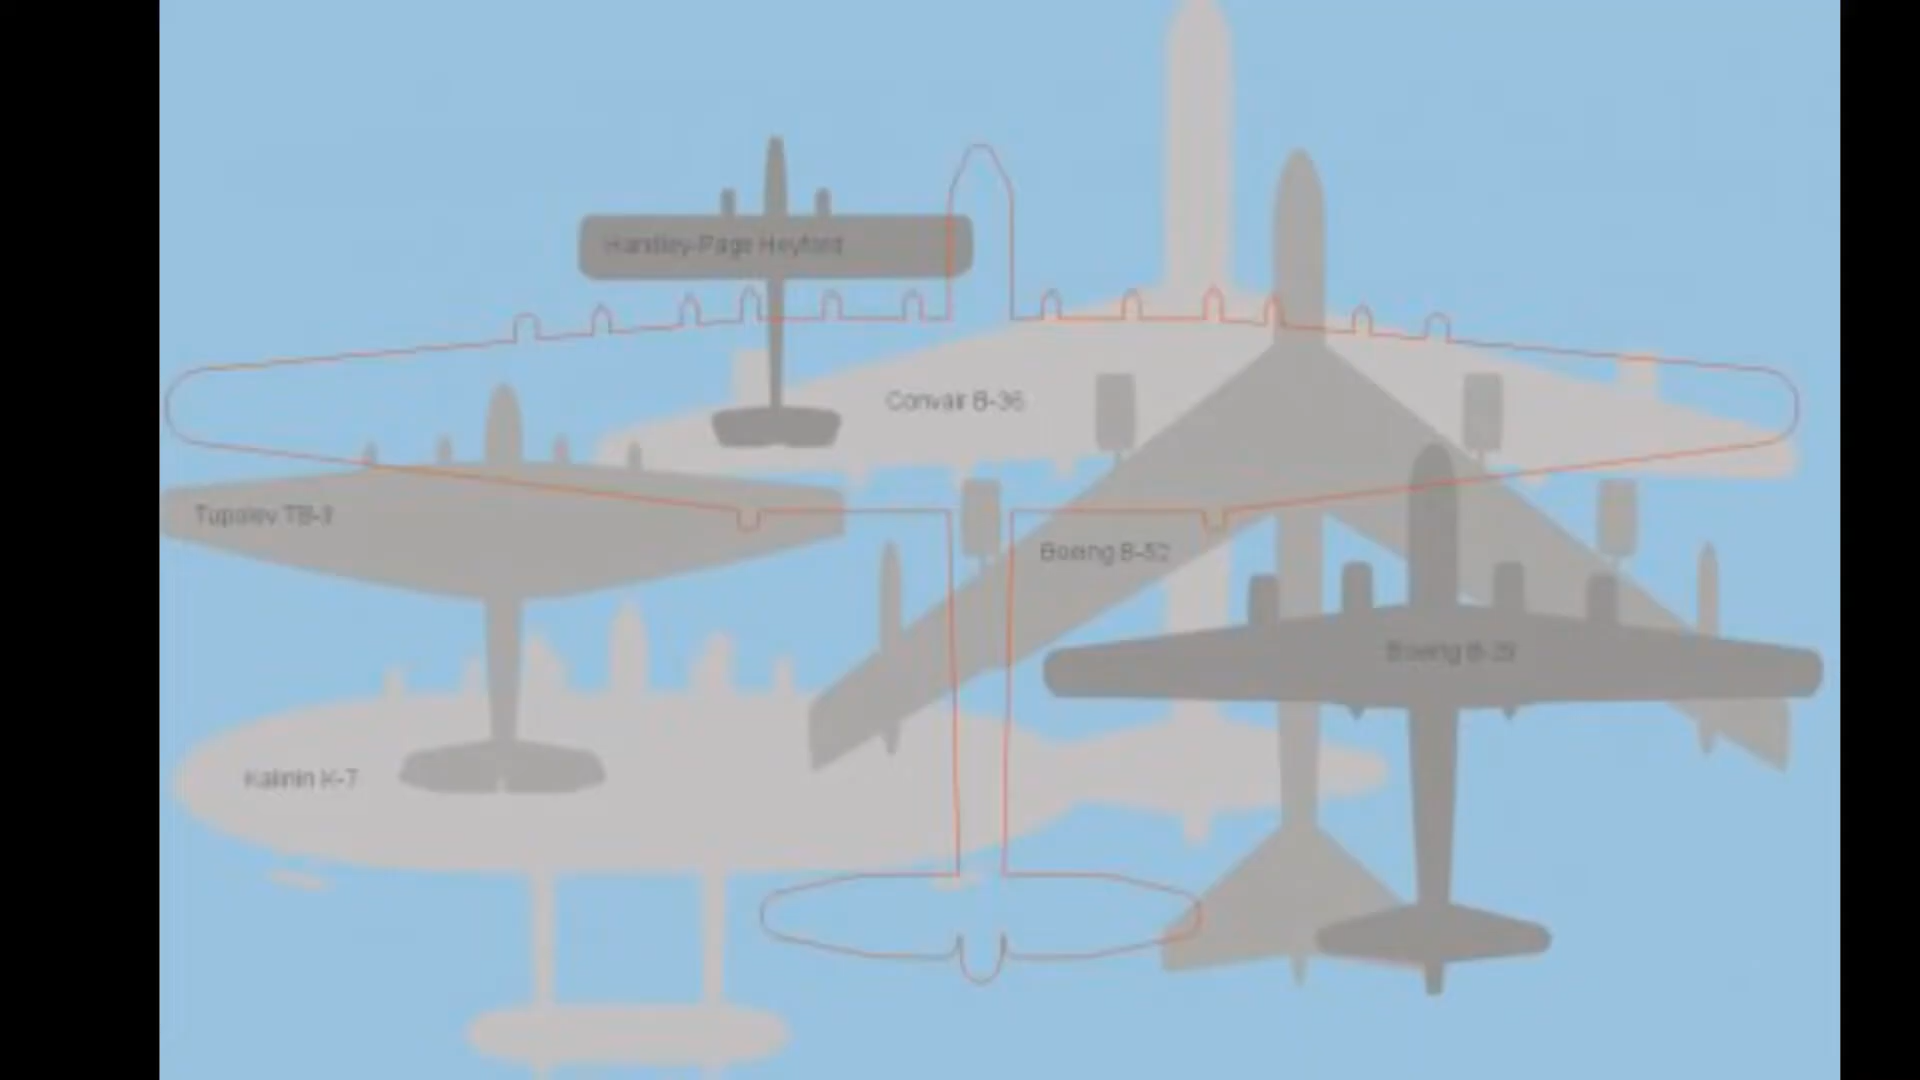 Handley-Page Heyford
Convair B-36
Tupolev TB-3
Boeing B-52
Boeing B-29
Kalinin K-7